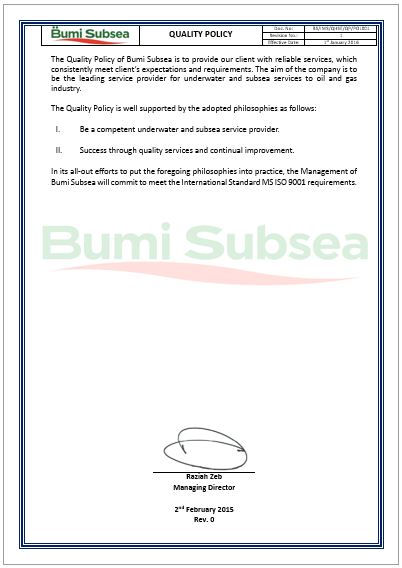 Bumi Subsea
QUALITY POLICY
Doc. No:
Revision No.:
1
Effective Date
1st January 2016
The Quality Policy of Bumi Subsea is to provide our client with reliable services, which
consistently meet client's expectations and requirements. The aim of the company is to
be the leading service provider for underwater and subsea services to oil and gas
industry.
The Quality Policy is well supported by the adopted philosophies as follows:
I. Be a competent underwater and subsea service provider.
II. Success through quality services and continual improvement.
In its all-out efforts to put the foregoing philosophies into practice, the Management of
Bumi Subsea will commit to meet the International Standard MS ISO 9001 requirements.
Bumi Subsea
Raziah Zeb
Managing Director
2nd February 2015
Rev. 0